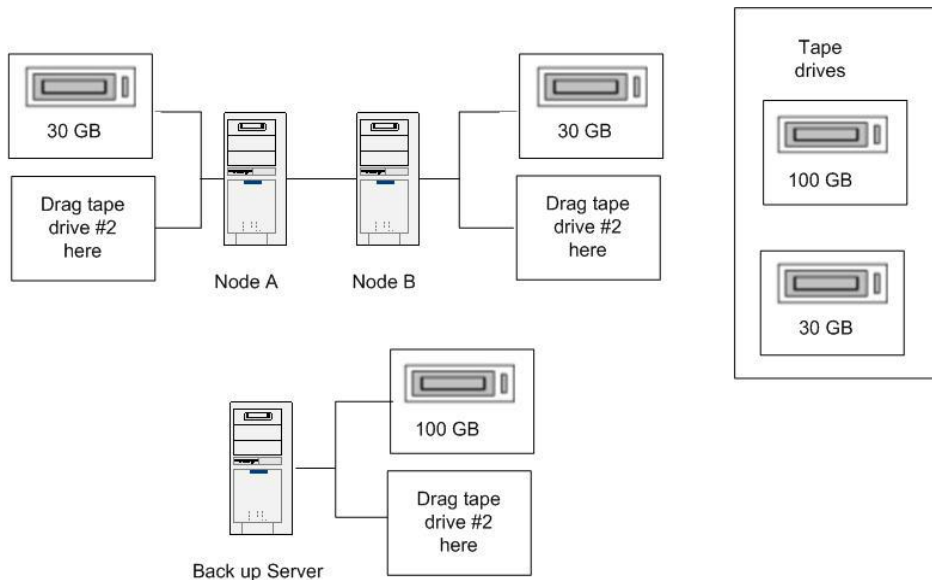 Tape
drives
30 GB
30 GB
100 GB
Drag tape
drive #2
here
Drag tape
drive #2
here
Node A
Node B
30 GB
100 GB
Drag tape
drive #2
here
Back up Server